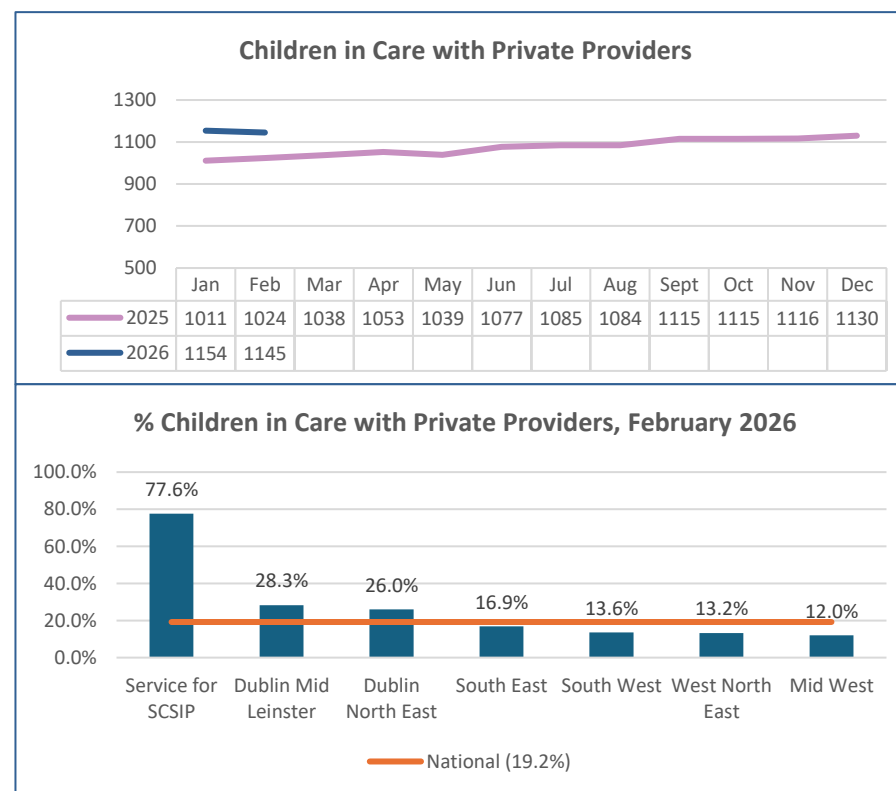 Children in Care with Private Providers
1300
1100
900
700
500
Jan Feb Mar Apr May Jun Jul Aug Sept Oct Nov Dec
2025 1011 1024 1038 1053 1039 1077 1085 1084 1115 1115 1116 1130
2026 1154 1145
% Children in Care with Private Providers, February 2026
100.0%
80.0%
60.0%
40.0%
20.0%
0.0%
77.6%
28.3%
26.0%
16.9%
13.6%
13.2%
12.0%
Service for
SCSIP
Dublin Mid
Leinster
Dublin
North East
South East
South West
West North
East
Mid West
National (19.2%)